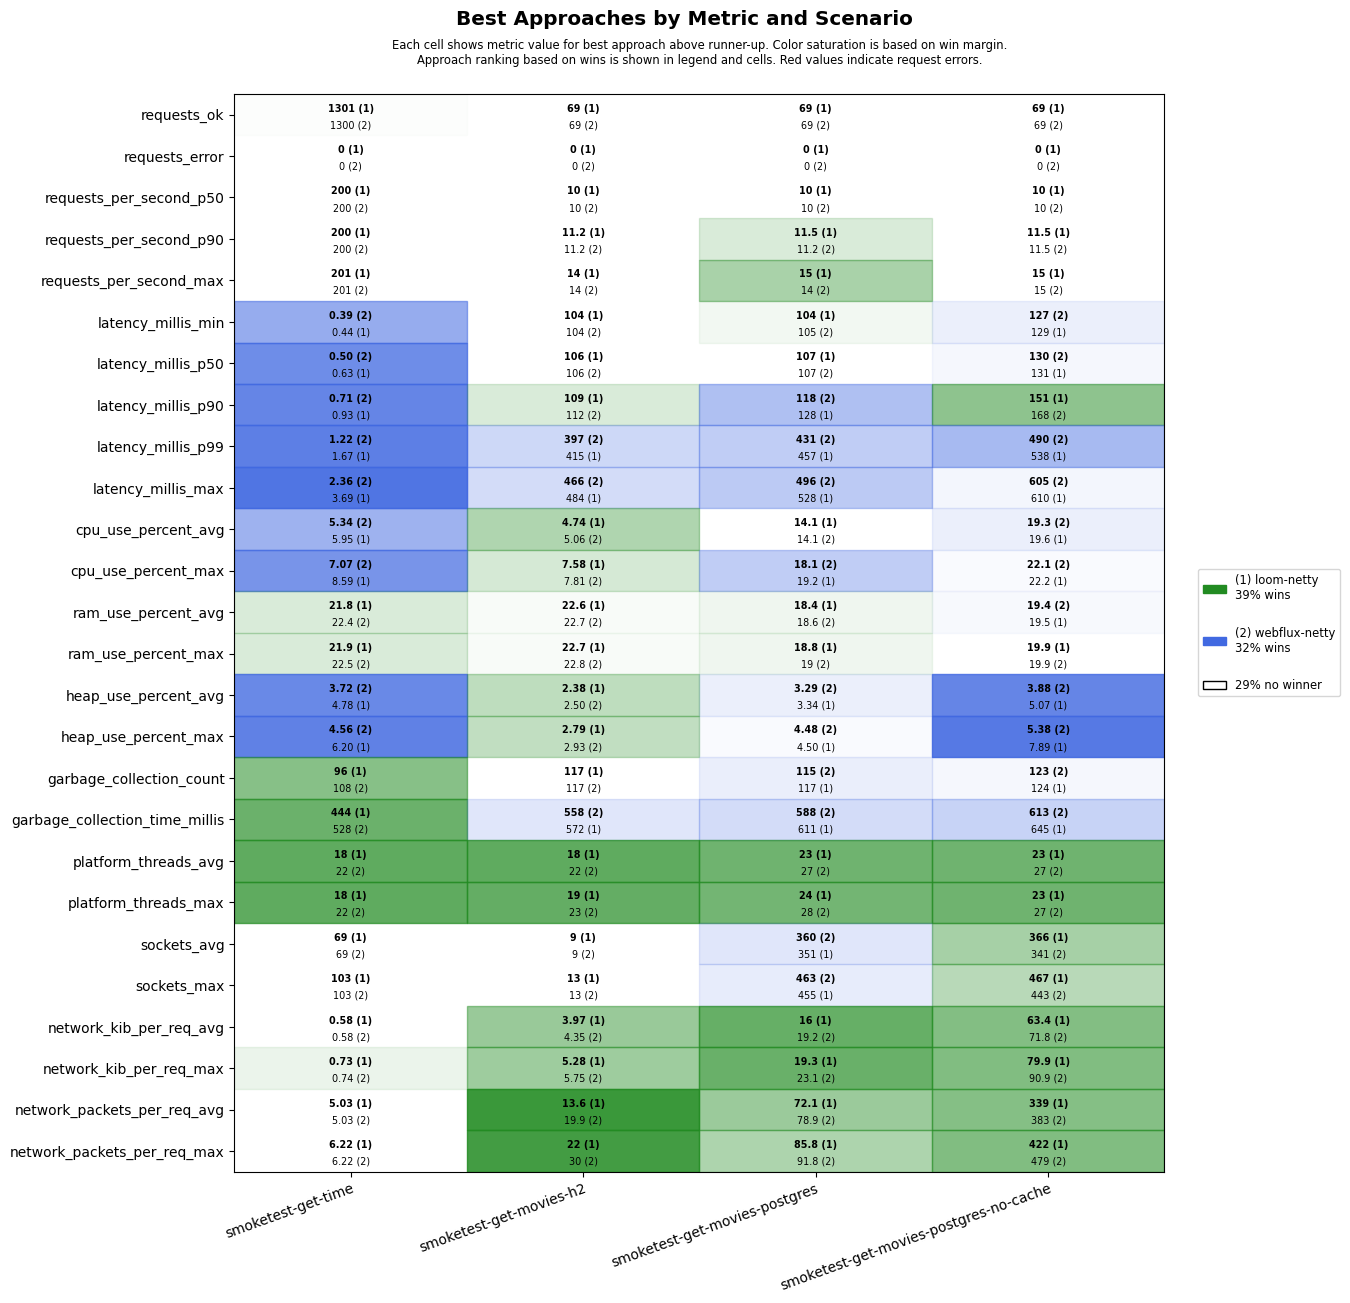 Best Approaches by Metric and Scenario
Each cell shows metric value for best approach above runner-up. Color saturation is based on win margin.
Approach ranking based on wins is shown in legend and cells. Red values indicate request errors.
requests_ok
1301 (1) 69 (1) 69 (1) 69 (1)
1300 (2) 69 (2) 69 (2) 69 (2)
requests_error
0 (1) 0 (1) 0 (1) 0 (1)
0 (2) 0 (2) 0 (2) 0 (2)
requests_per_second_p50
200 (1) 10 (1) 10 (1) 10 (1)
200 (2) 10 (2) 10 (2) 10 (2)
requests_per_second_p90
200 (1) 11.2 (1) 11.5 (1) 11.5 (1)
200 (2) 11.2 (2) 11.2 (2) 11.5 (2)
requests_per_second_max
201 (1) 14 (1) 15 (1) 15 (1)
201 (2) 14 (2) 14 (2) 15 (2)
latency_millis_min
0.39 (2) 104 (1) 104 (1) 127 (2)
0.44 (1) 104 (2) 105 (2) 129 (1)
latency_millis_p50
0.50 (2) 106 (1) 107 (1) 130 (2)
0.63 (1) 106 (2) 107 (2) 131 (1)
latency_millis_p90
0.71 (2) 109 (1) 118 (2) 151 (1)
0.93 (1) 112 (2) 128 (1) 168 (2)
latency_millis_p99
1.22 (2) 397 (2) 431 (2) 490 (2)
1.67 (1) 415 (1) 457 (1) 538 (1)
latency_millis_max
2.36 (2) 466 (2) 496 (2) 605 (2)
3.69 (1) 484 (1) 528 (1) 610 (1)
cpu_use_percent_avg
5.34 (2) 4.74 (1) 14.1 (1) 19.3 (2)
5.95 (1) 5.06 (2) 14.1 (2) 19.6 (1)
cpu_use_percent_max
7.07 (2) 7.58 (1) 18.1 (2) 22.1 (2)
8.59 (1) 7.81 (2) 19.2 (1) 22.2 (1)
ram_use_percent_avg
21.8 (1) 22.6 (1) 18.4 (1) 19.4 (2)
22.4 (2) 22.7 (2) 18.6 (2) 19.5 (1)
ram_use_percent_max
21.9 (1) 22.7 (1) 18.8 (1) 19.9 (1)
22.5 (2) 22.8 (2) 19 (2) 19.9 (2)
heap_use_percent_avg
3.72 (2) 2.38 (1) 3.29 (2) 3.88 (2)
4.78 (1) 2.50 (2) 3.34 (1) 5.07 (1)
heap_use_percent_max
4.56 (2) 2.79 (1) 4.48 (2) 5.38 (2)
6.20 (1) 2.93 (2) 4.50 (1) 7.89 (1)
garbage_collection_count
96 (1) 117 (1) 115 (2) 123 (2)
108 (2) 117 (2) 117 (1) 124 (1)
garbage_collection_time_millis
444 (1) 558 (2) 588 (2) 613 (2)
528 (2) 572 (1) 611 (1) 645 (1)
platform_threads_avg
18 (1) 18 (1) 23 (1) 23 (1)
22 (2) 22 (2) 27 (2) 27 (2)
platform_threads_max
18 (1) 19 (1) 24 (1) 23 (1)
22 (2) 23 (2) 28 (2) 27 (2)
sockets_avg
69 (1) 9 (1) 360 (2) 366 (1)
69 (2) 9 (2) 351 (1) 341 (2)
sockets_max
103 (1) 13 (1) 463 (2) 467 (1)
103 (2) 13 (2) 455 (1) 443 (2)
network_kib_per_req_avg
0.58 (1) 3.97 (1) 16 (1) 63.4 (1)
0.58 (2) 4.35 (2) 19.2 (2) 71.8 (2)
network_kib_per_req_max
0.73 (1) 5.28 (1) 19.3 (1) 79.9 (1)
0.74 (2) 5.75 (2) 23.1 (2) 90.9 (2)
network_packets_per_req_avg
5.03 (1) 13.6 (1) 72.1 (1) 339 (1)
5.03 (2) 19.9 (2) 78.9 (2) 383 (2)
network_packets_per_req_max
6.22 (1) 22 (1) 85.8 (1) 422 (1)
6.22 (2) 30 (2) 91.8 (2) 479 (2)
smoketest-get-time
smoketest-get-movies-h2
smoketest-get-movies-postgres
smoketest-get-movies-postgres-no-cache
(1) loom-netty
39% wins
(2) webflux-netty
32% wins
29% no winner